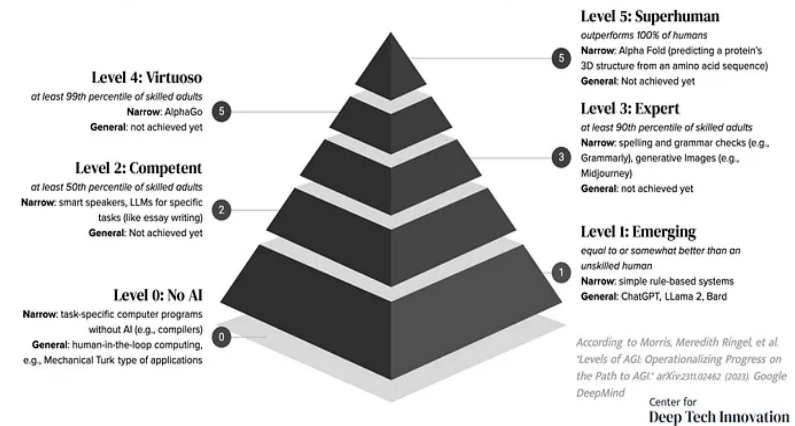 Level 5: Superhuman
outperforms 100% of humans
Narrow: Alpha Fold (predicting a protein's
3D structure from an amino acid sequence)
General: Not achieved yet
5
Level 4: Virtuoso
at least 99th percentile of skilled adults
Narrow: AlphaGo
General: not achieved yet
5
Level 3: Expert
at least 90th percentile of skilled adults
Narrow: spelling and grammar checks (e.g.,
Grammarly), generative Images (e.g.,
Midjourney)
General: not achieved yet
3
Level 2: Competent
at least 50th percentile of skilled adults
Narrow: smart speakers, LLMs for specific
tasks (like essay writing)
General: Not achieved yet
2
Level 1: Emerging
equal to or somewhat better than an
unskilled human
Narrow: simple rule-based systems
General: ChatGPT, LLama 2, Bard
1
Level 0: No AI
Narrow: task-specific computer programs
without AI (e.g., compilers)
General: human-in-the-loop computing,
e.g., Mechanical Turk type of applications
0
According to Morris, Meredith Ringel, et al.
"Levels of AGI: Operationalizing Progress on
the Path to AGI." arXiv:2311.02462 (2023). Google
DeepMind
Center for
Deep Tech Innovation